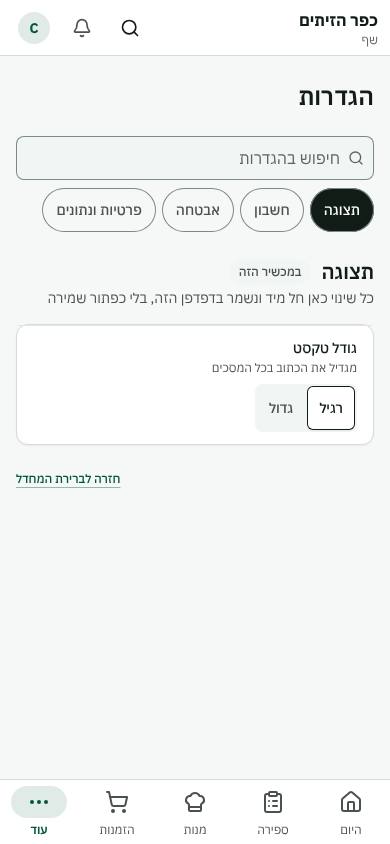 כפר הזיתים
שף
C
הגדרות
חיפוש בהגדרות
תצוגה
חשבון
אבטחה
פרטיות ונתונים
תצוגה
במכשיר הזה
כל שינוי כאן חל מיד ונשמר בדפדפן הזה, בלי כפתור שמירה
גודל טקסט
מגדיל את הכתוב בכל המסכים
רגיל
גדול
חזרה לברירת המחדל
היום
ספירה
מנות
הזמנות
עוד